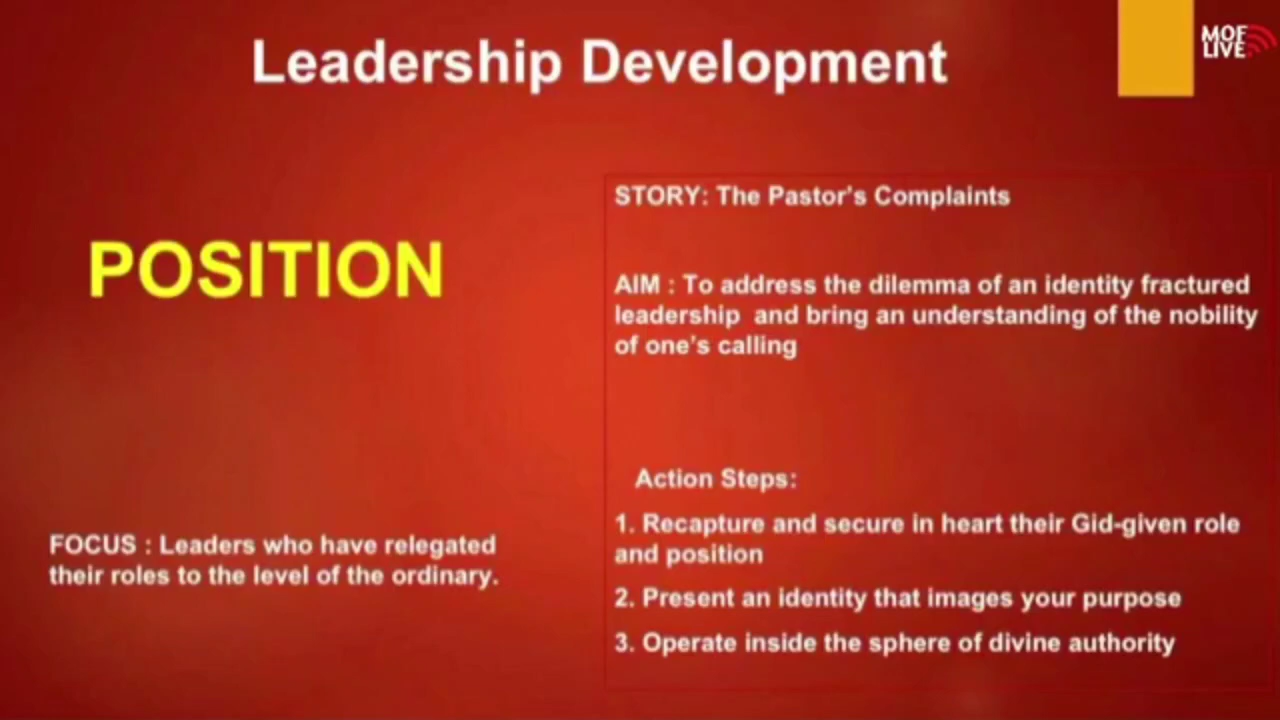 Leadership Development
MOF
LIVE
POSITION
FOCUS : Leaders who have relegated
their roles to the level of the ordinary.
STORY: The Pastor's Complaints
AIM : To address the dilemma of an identity fractured
leadership and bring an understanding of the nobility
of one's calling
Action Steps:
1. Recapture and secure in heart their Gid-given role
and position
2. Present an identity that images your purpose
3. Operate inside the sphere of divine authority